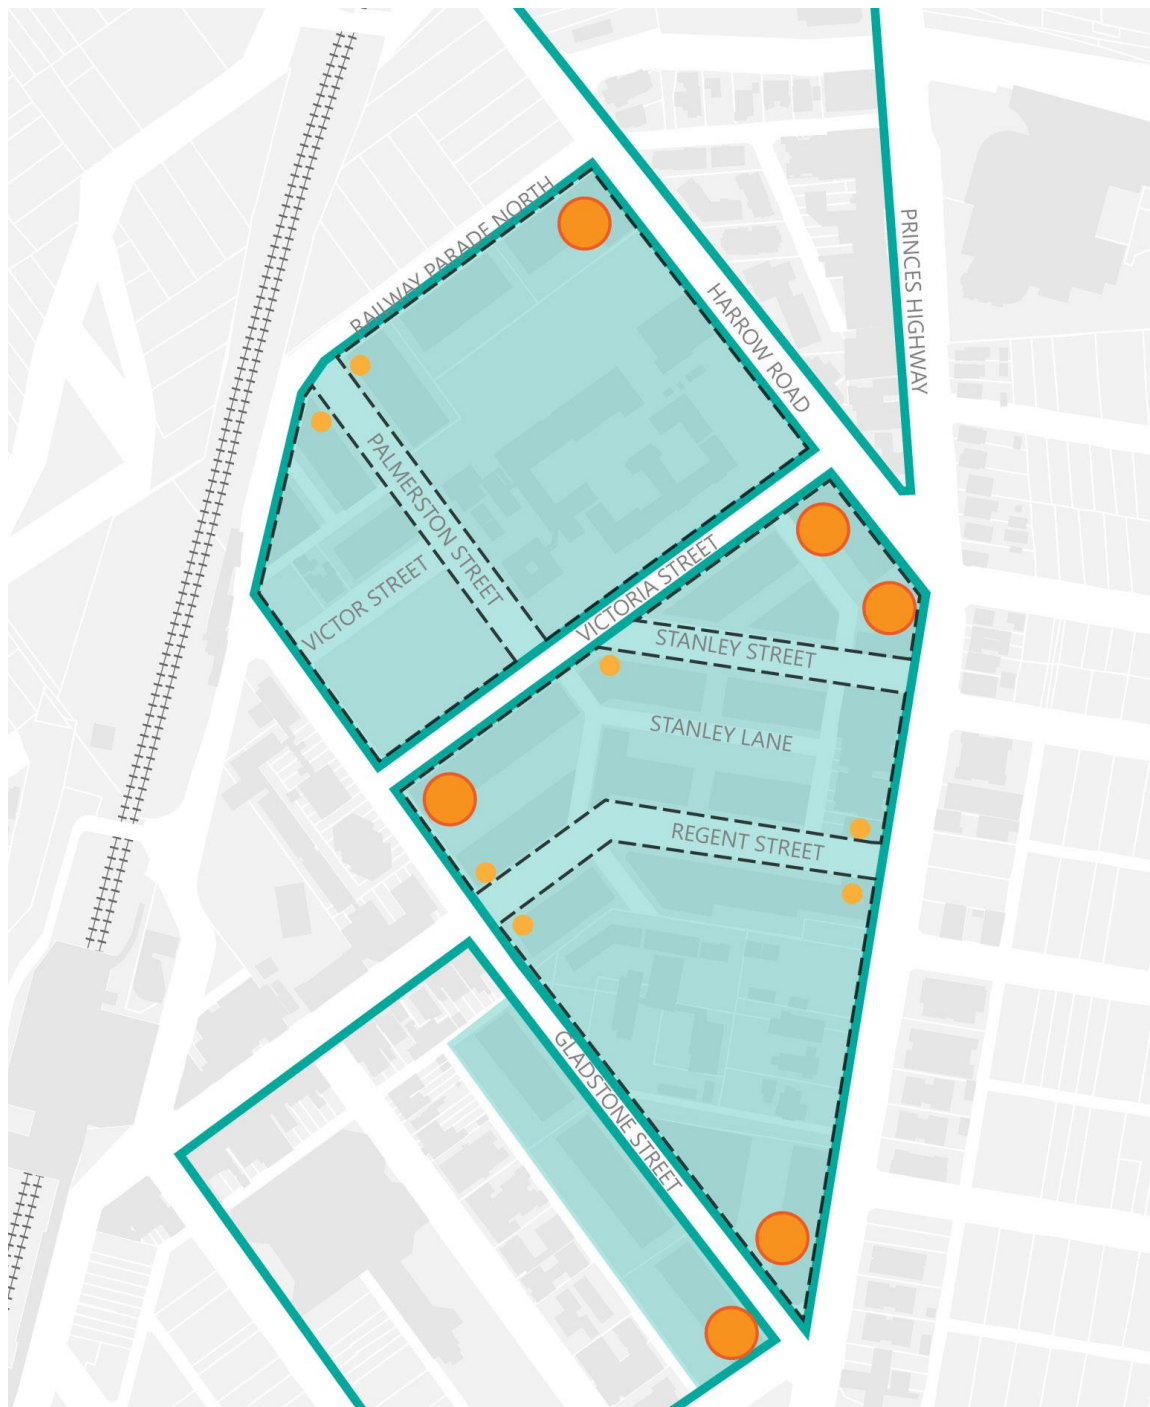 RAILWAY PARADE NORTH
PRINCES HIGHWAY
HARROW ROAD
PALMERSTON STREET
VICTOR STREET
VICTORIA STREET
STANLEY STREET
STANLEY LANE
REGENT STREET
GLADSTONE STREET